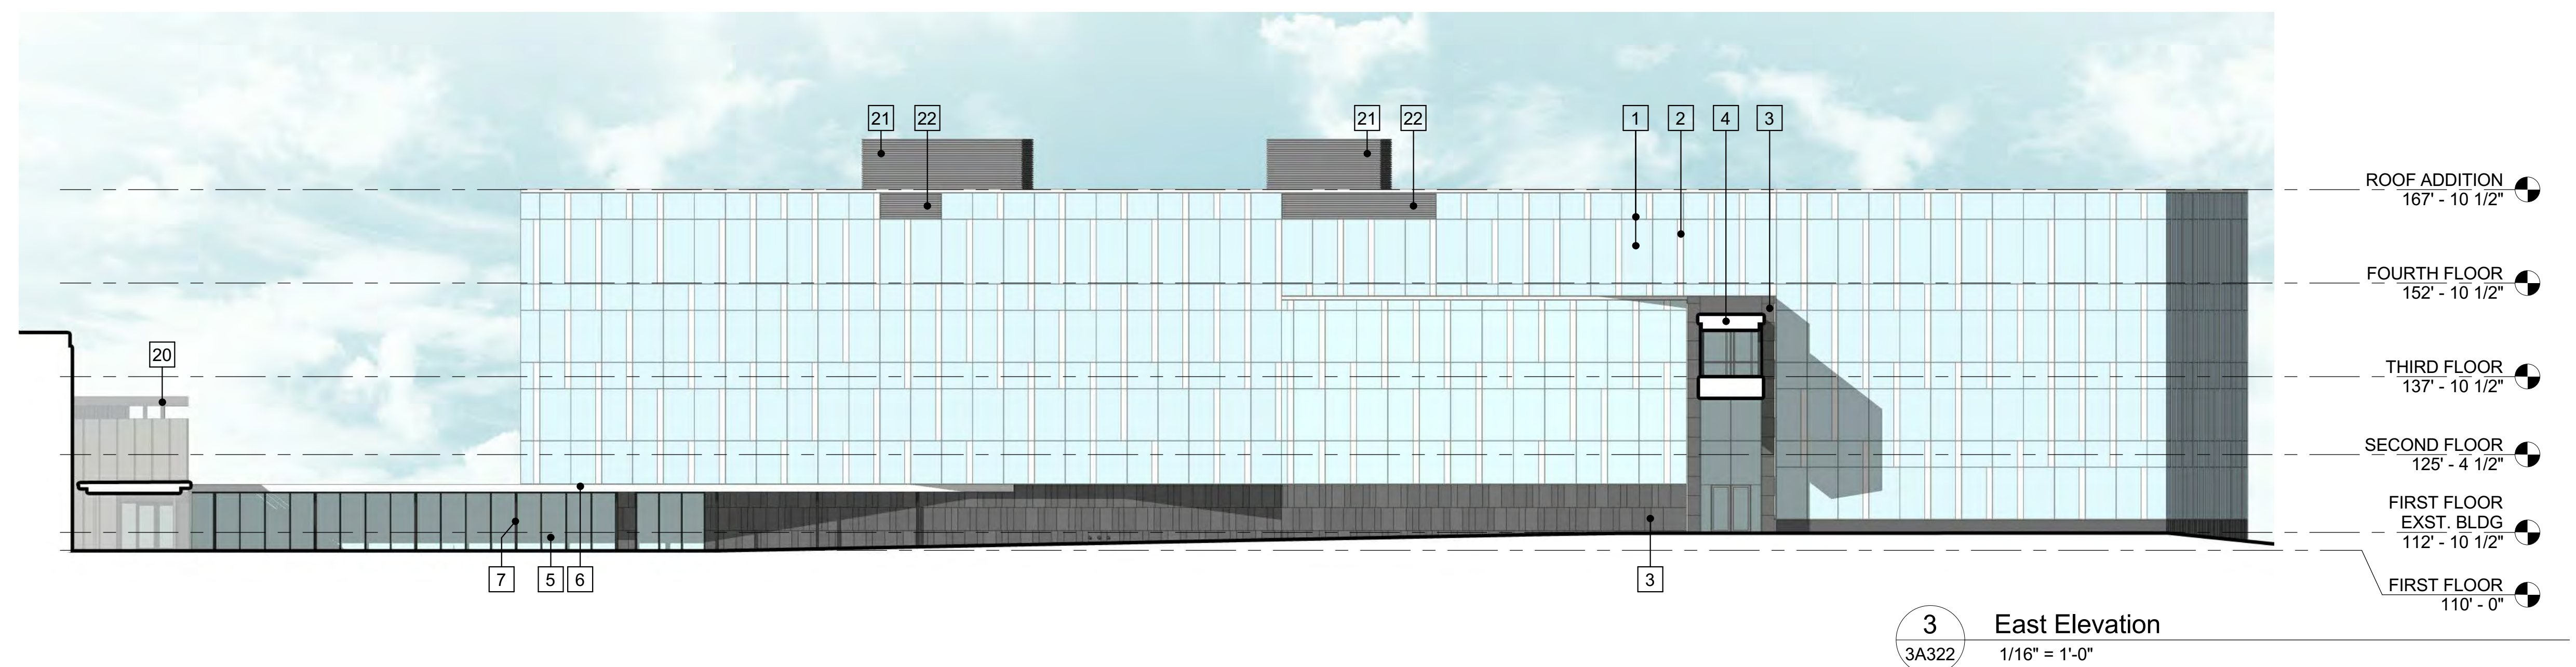 21
22
21
22
1
2
4
3
ROOF ADDITION
167' - 10 1/2"
FOURTH FLOOR
152' - 10 1/2"
20
THIRD FLOOR
137' - 10 1/2"
SECOND FLOOR
125' - 4 1/2"
FIRST FLOOR
EXST. BLDG
112' - 10 1/2"
7
5
6
3
FIRST FLOOR
110' - 0"
3
East Elevation
3A322
1/16" = 1'-0"